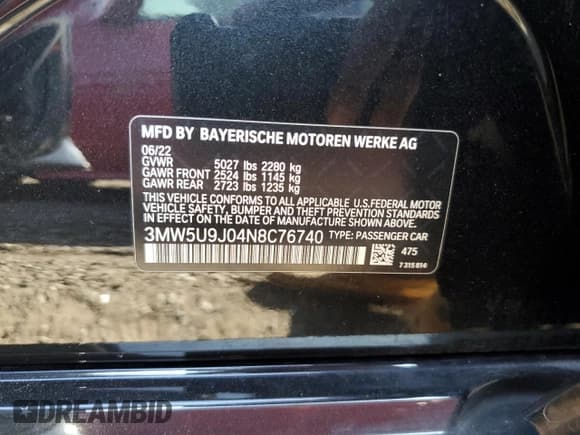 MFD BY BAYERISCHE MOTOREN WERKE AG
06/22
GVWR 5027 lbs 2280 kg
GAWR FRONT 2524 lbs 1145 kg
GAWR REAR 2723 lbs 1235 kg
THIS VEHICLE CONFORMS TO ALL APPLICABLE U.S.FEDERAL MOTOR
VEHICLE SAFETY, BUMPER, AND THEFT PREVENTION STANDARDS
IN EFFECT ON THE DATE OF MANUFACTURE SHOWN ABOVE.
3MW5U9J04N8C76740 TYPE: PASSENGER CAR
475
7 315 814
DREAMBID